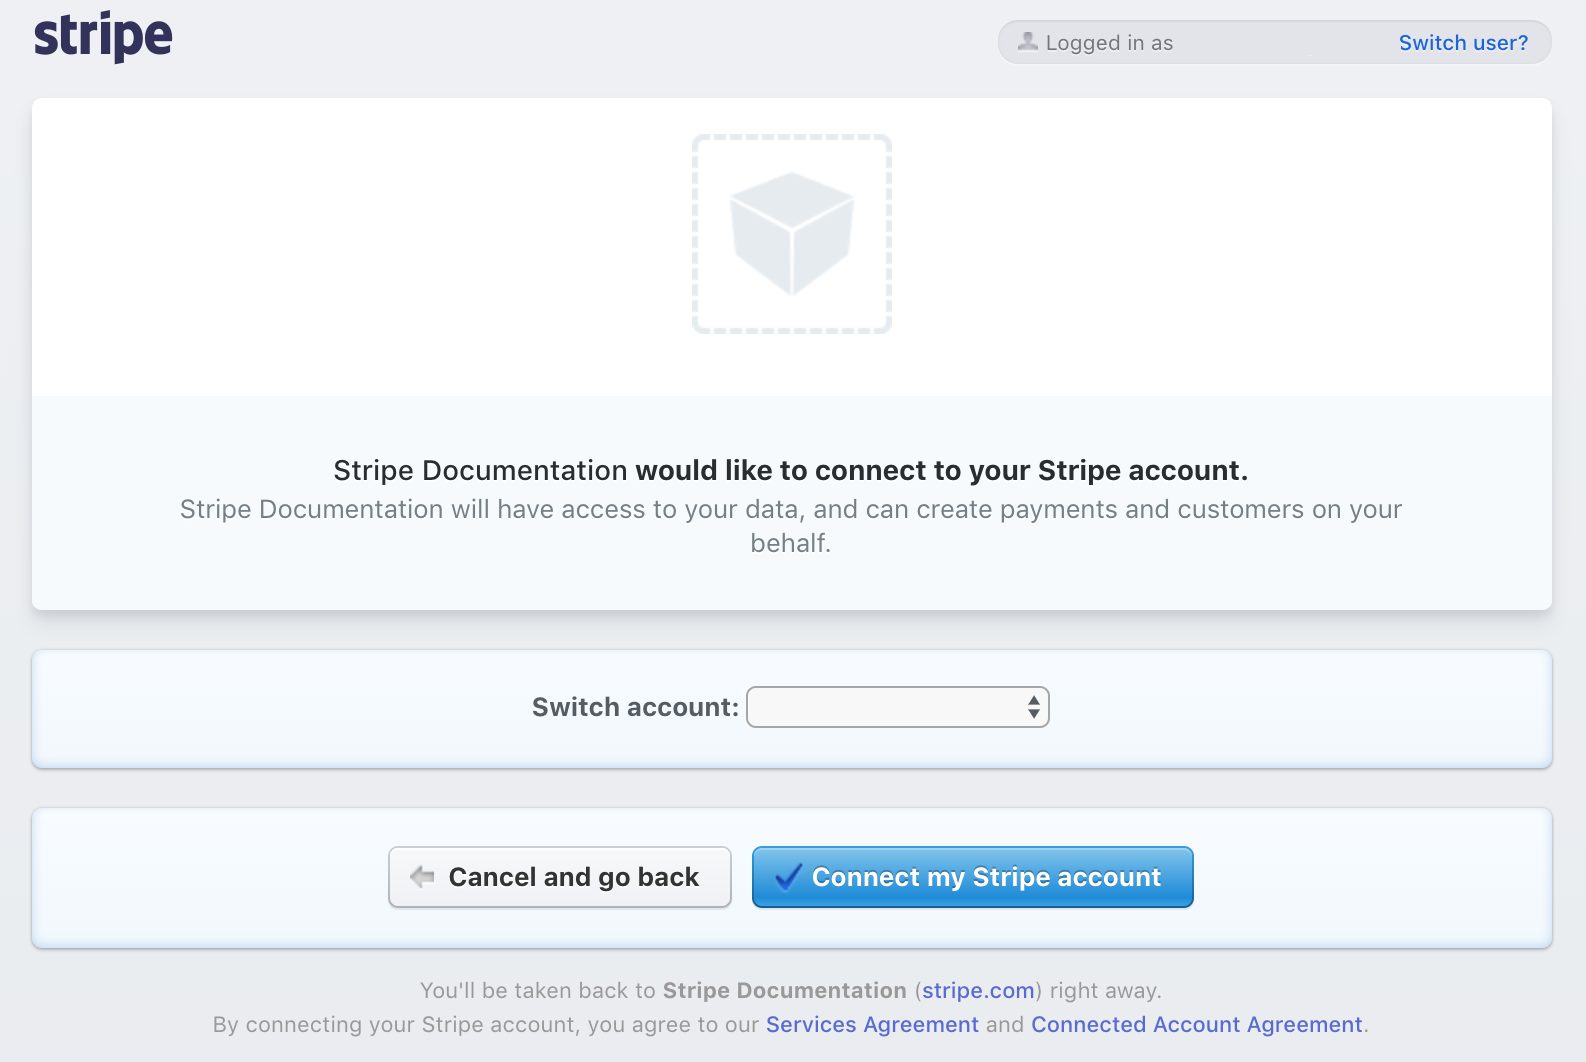 stripe
Logged in as
Switch user?
Stripe Documentation would like to connect to your Stripe account.
Stripe Documentation will have access to your data, and can create payments and customers on your
behalf.
Switch account:
Cancel and go back
Connect my Stripe account
You'll be taken back to Stripe Documentation (stripe.com) right away.
By connecting your Stripe account, you agree to our Services Agreement and Connected Account Agreement.